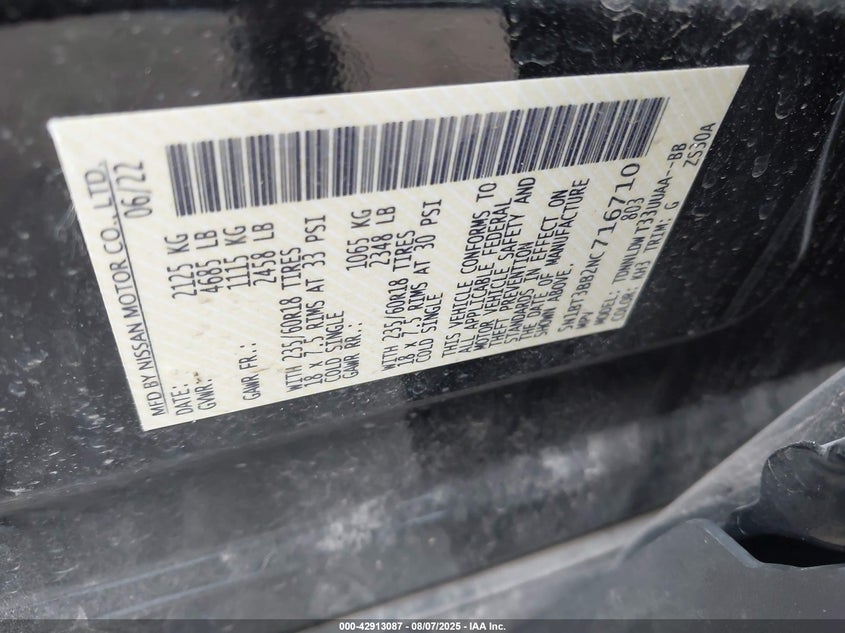 MFD BY NISSAN MOTOR CO.,LTD.
DATE: 06/22
GVWR: 2125 KG
4685 LB
GAWR FR.: 1115 KG
2458 LB
WITH 235/60R18 TIRES
18 x 7.5 RIMS AT 33 PSI
COLD SINGLE
GAWR RR.: 1065 KG
2348 LB
WITH 235/60R18 TIRES
18 x 7.5 RIMS AT 30 PSI
COLD SINGLE
THIS VEHICLE CONFORMS TO
ALL APPLICABLE FEDERAL
MOTOR VEHICLE SAFETY AND
THEFT PREVENTION
STANDARDS IN EFFECT ON
THE DATE OF MANUFACTURE
SHOWN ABOVE.
5N1BT3BB2NC716710
MPV 803
MODEL:
COLOR: KH3 TRIM: G
ZS30A
000-42913087 - 08/07/2025 - IAA Inc.